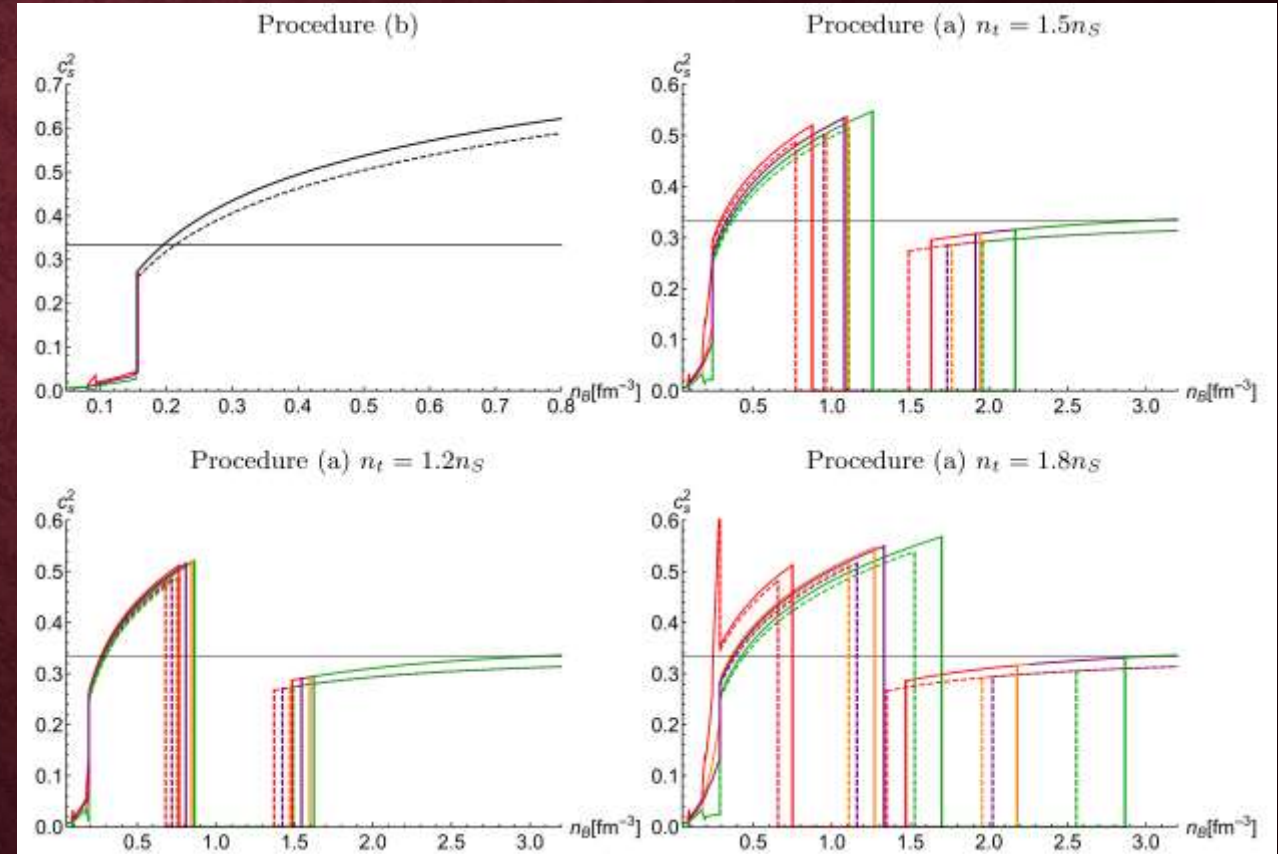 Procedure (b)
c_s^2
0.7
0.6
0.5
0.4
0.3
0.2
0.1
0.0
0.1 0.2 0.3 0.4 0.5 0.6 0.7 0.8
n_B[fm^{-3}]
Procedure (a) n_t = 1.5n_S
c_s^2
0.6
0.5
0.4
0.3
0.2
0.1
0.0
0.5 1.0 1.5 2.0 2.5 3.0
n_B[fm^{-3}]
Procedure (a) n_t = 1.2n_S
c_s^2
0.6
0.5
0.4
0.3
0.2
0.1
0.0
0.5 1.0 1.5 2.0 2.5 3.0
n_B[fm^{-3}]
Procedure (a) n_t = 1.8n_S
c_s^2
0.6
0.5
0.4
0.3
0.2
0.1
0.0
0.5 1.0 1.5 2.0 2.5 3.0
n_B[fm^{-3}]